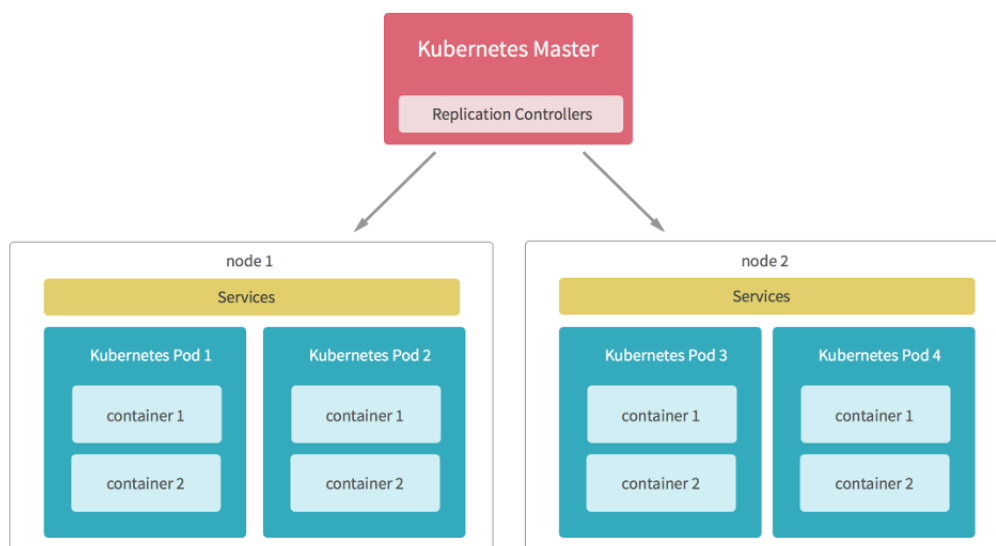 Kubernetes Master
Replication Controllers
node 1
Services
Kubernetes Pod 1
container 1
container 2
Kubernetes Pod 2
container 1
container 2
node 2
Services
Kubernetes Pod 3
container 1
container 2
Kubernetes Pod 4
container 1
container 2